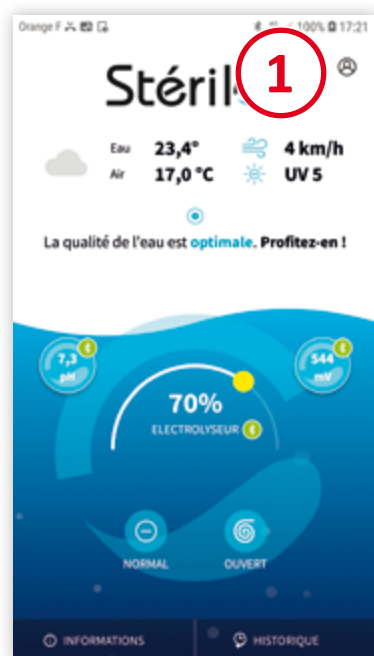 Orange F 100% 17:21
Stéril
1
Eau 23,4° 4 km/h
Air 17,0 °C UV 5
La qualité de l'eau est optimale. Profitez-en !
7,3 pH
544 mV
70%
ELECTROLYSEUR
NORMAL OUVERT
INFORMATIONS HISTORIQUE